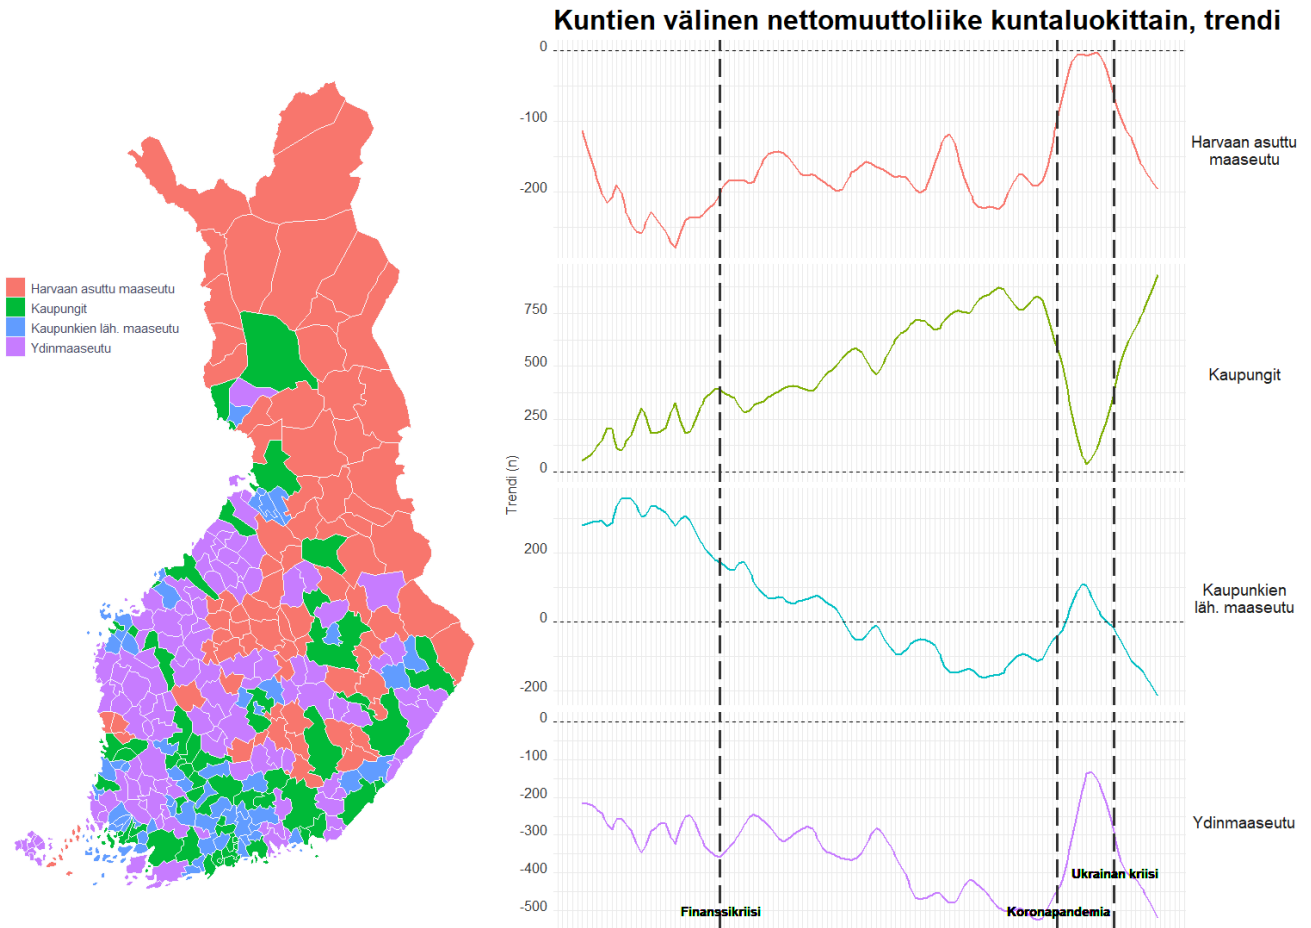 Kuntien välinen nettomuuttoliike kuntaluokittain, trendi
Harvaan asuttu maaseutu
Kaupungit
Kaupunkien läh. maaseutu
Ydinmaaseutu
Trendi (n)
0
-100
-200
Harvaan asuttu
maaseutu
750
500
250
0
Kaupungit
200
0
-200
Kaupunkien
läh. maaseutu
0
-100
-200
-300
-400
-500
Ydinmaaseutu
Ukrainan kriisi
Finanssikriisi
Koronapandemia